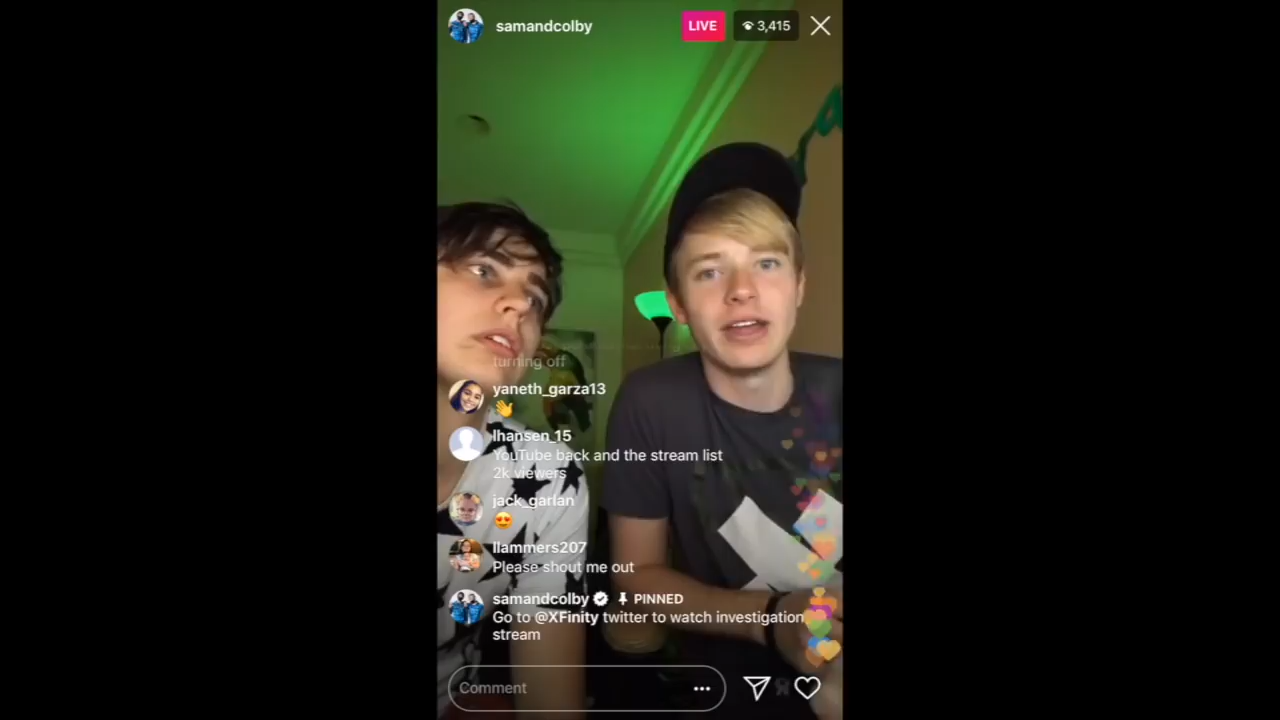 samandcolby
LIVE
3,415
turning off
yaneth_garza13
👋
lhansen_15
YouTube back and the stream list
2k viewers
jack_garlan
😍
llammers207
Please shout me out
samandcolby PINNED
Go to @XFinity twitter to watch investigation
stream
Comment